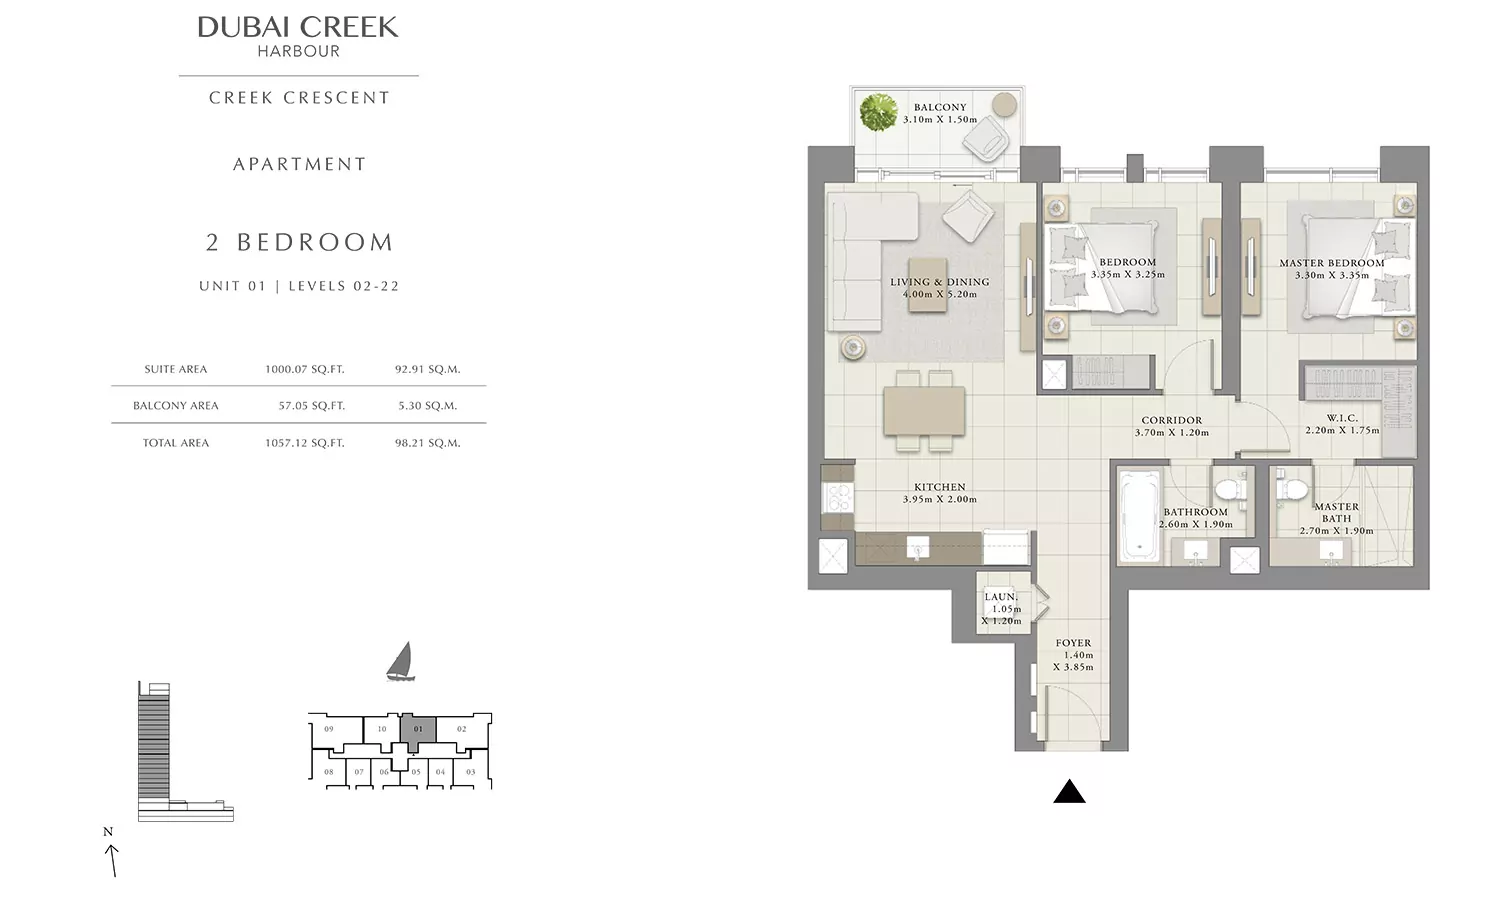 DUBAI CREEK
HARBOUR
CREEK CRESCENT
APARTMENT
2 BEDROOM
UNIT 01 | LEVELS 02-22
SUITE AREA 1000.07 SQ.FT. 92.91 SQ.M.
BALCONY AREA 57.05 SQ.FT. 5.30 SQ.M.
TOTAL AREA 1057.12 SQ.FT. 98.21 SQ.M.
BALCONY
3.10m X 1.50m
LIVING & DINING
4.00m X 5.20m
BEDROOM
3.35m X 3.25m
MASTER BEDROOM
3.30m X 3.35m
CORRIDOR
3.70m X 1.20m
W.I.C.
2.20m X 1.75m
KITCHEN
3.95m X 2.00m
BATHROOM
2.60m X 1.90m
MASTER
BATH
2.70m X 1.90m
LAUN.
1.05m
X 1.20m
FOYER
1.40m
X 3.85m
09 10 01 02
08 07 06 05 04 03
N